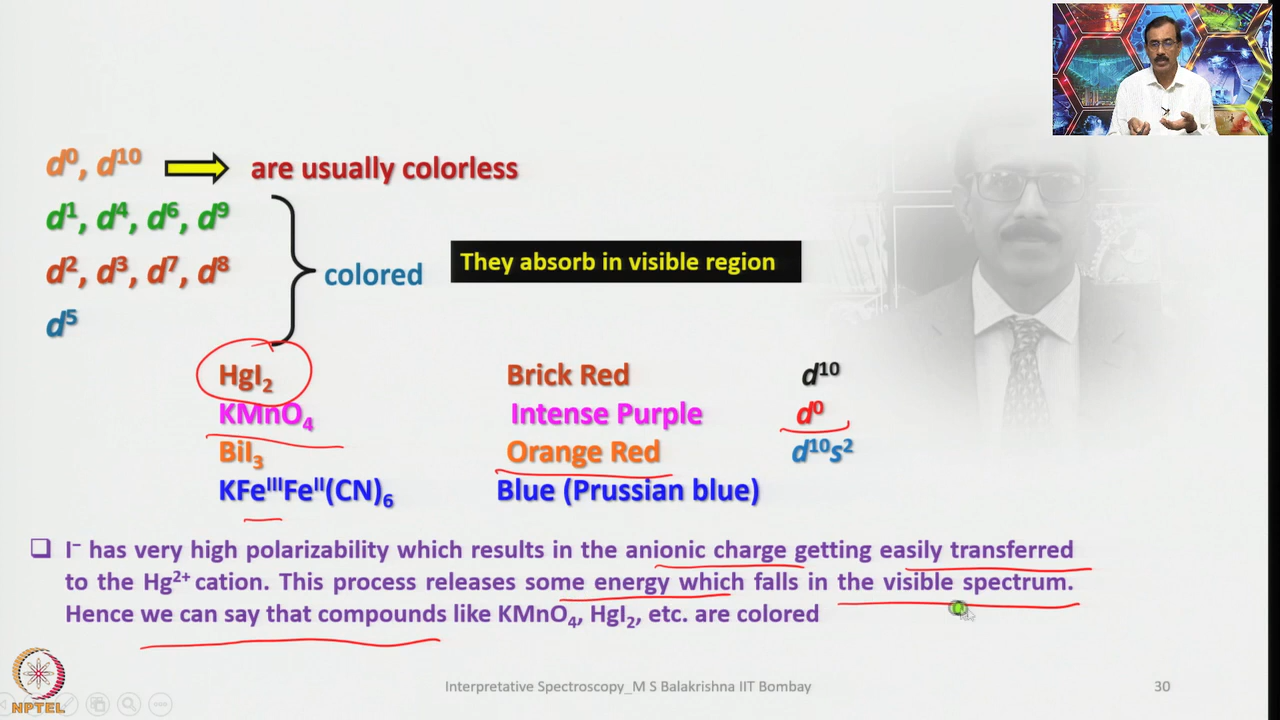 d⁰, d¹⁰ are usually colorless
d¹, d⁴, d⁶, d⁹
d², d³, d⁷, d⁸
d⁵
colored
They absorb in visible region
HgI₂ Brick Red d¹⁰
KMnO₄ Intense Purple d⁰
BiI₃ Orange Red d¹⁰s²
KFeᴵᴵᴵFeᴵᴵ(CN)₆ Blue (Prussian blue)
I⁻ has very high polarizability which results in the anionic charge getting easily transferred
to the Hg²⁺ cation. This process releases some energy which falls in the visible spectrum.
Hence we can say that compounds like KMnO₄, HgI₂, etc. are colored
NPTEL
Interpretative Spectroscopy_M S Balakrishna IIT Bombay
30